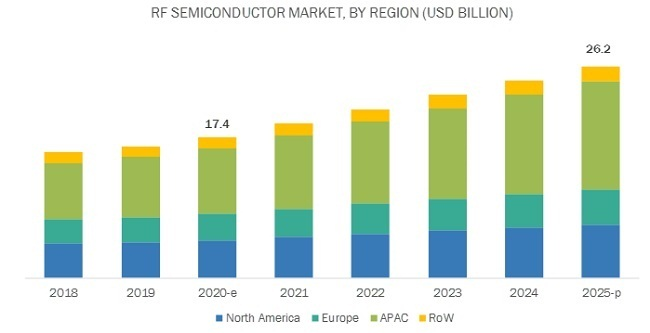 RF SEMICONDUCTOR MARKET, BY REGION (USD BILLION)
26.2
17.4
2018 2019 2020-e 2021 2022 2023 2024 2025-p
North America Europe APAC RoW